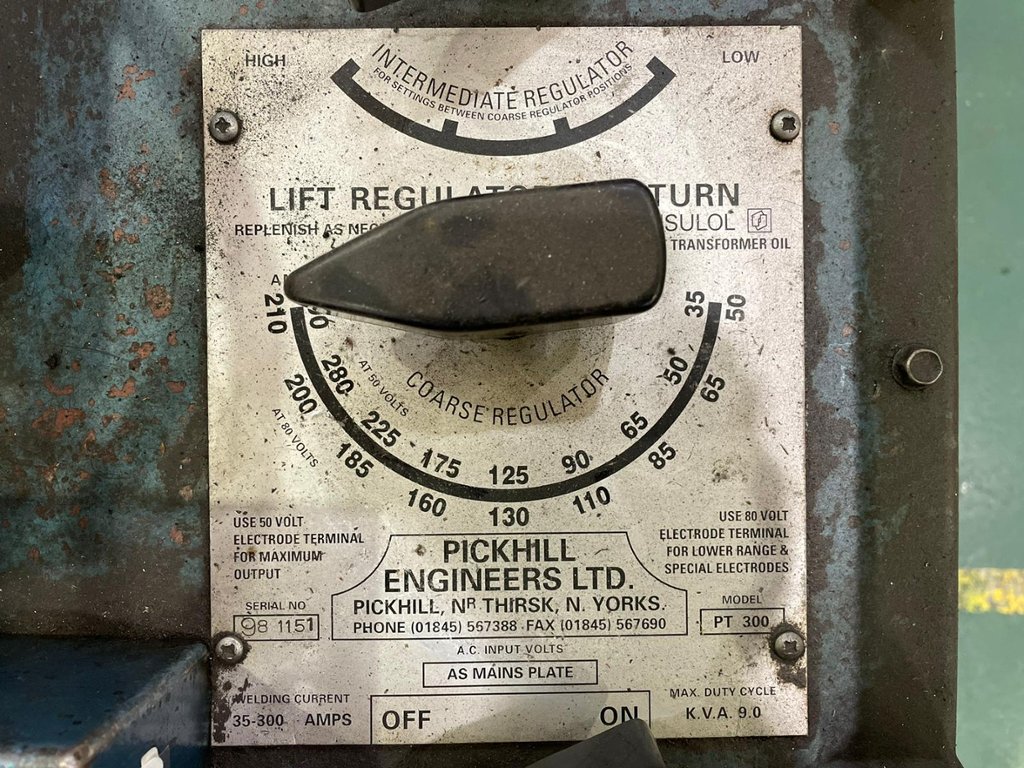 HIGH
LOW
INTERMEDIATE REGULATOR
FOR SETTINGS BETWEEN COARSE REGULATOR POSITIONS
LIFT TURN
REPLENISH AS
TRANSFORMER OIL
210
35 50
280
200
AT 50 VOLTS
COARSE REGULATOR
50 65
AT 80 VOLTS
225
185
65
85
175
160
125
130
90
110
USE 50 VOLT
ELECTRODE TERMINAL
FOR MAXIMUM
OUTPUT
USE 80 VOLT
ELECTRODE TERMINAL
FOR LOWER RANGE &
SPECIAL ELECTRODES
PICKHILL
ENGINEERS LTD.
PICKHILL, NR THIRSK, N. YORKS.
PHONE (01845) 567388 FAX (01845) 567690
SERIAL NO
98 1151
MODEL
PT 300
A.C. INPUT VOLTS
AS MAINS PLATE
WELDING CURRENT
35-300 AMPS
OFF ON
MAX. DUTY CYCLE
K.V.A. 9.0